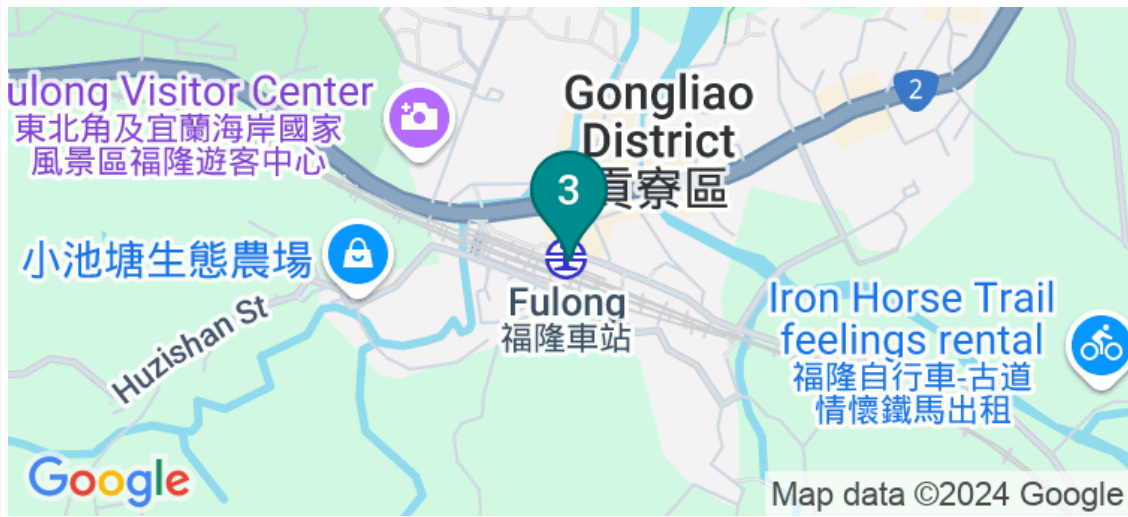 ulong Visitor Center
東北角及宜蘭海岸國家
風景區福隆遊客中心
Gongliao
District
貢寮區
2
3
小池塘生態農場
Huzishan St
Fulong
福隆車站
Iron Horse Trail
feelings rental
福隆自行車-古道
情懷鐵馬出租
Google
Map data ©2024 Google